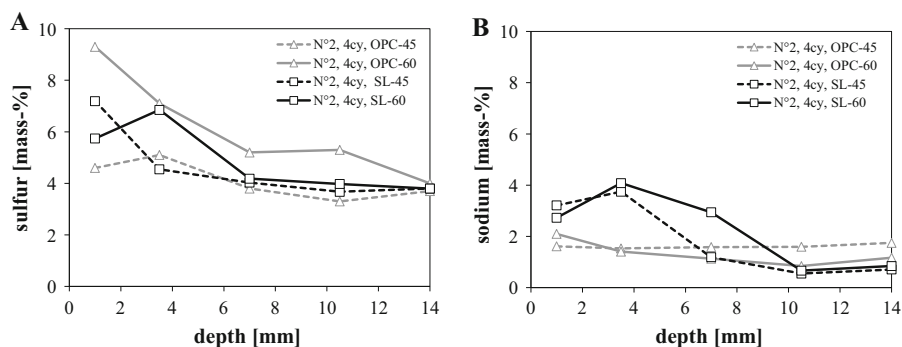 A
sulfur [mass-%]
10
8
6
4
2
0
0 2 4 6 8 10 12 14
depth [mm]
N°2, 4cy, OPC-45
N°2, 4cy, OPC-60
N°2, 4cy, SL-45
N°2, 4cy, SL-60
B
sodium [mass-%]
10
8
6
4
2
0
0 2 4 6 8 10 12 14
depth [mm]
N°2, 4cy, OPC-45
N°2, 4cy, OPC-60
N°2, 4cy, SL-45
N°2, 4cy, SL-60